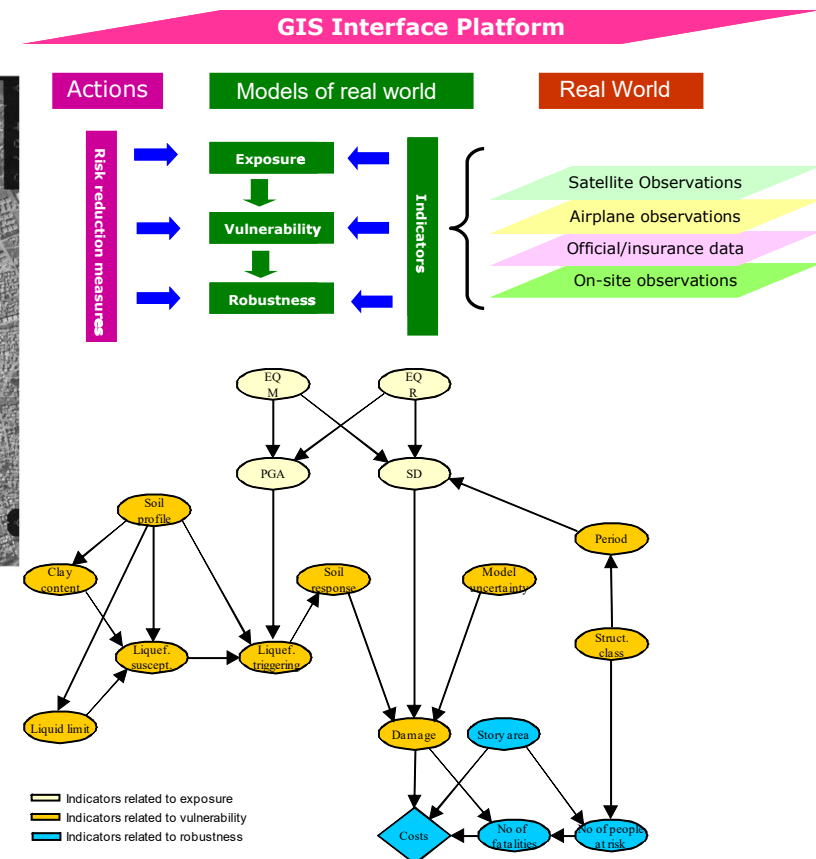 GIS Interface Platform
Actions
Models of real world
Real World
Risk reduction measures
Exposure
Vulnerability
Robustness
Indicators
Satellite Observations
Airplane observations
Official/insurance data
On-site observations
EQ
M
EQ
R
PGA
SD
Soil
profile
Period
Clay
content
Soil
response
Model
uncertainty
Struct.
class
Liquef.
suscept.
Liquef.
triggering
Liquid limit
Damage
Story area
Costs
No of
fatalities
No of people
at risk
Indicators related to exposure
Indicators related to vulnerability
Indicators related to robustness